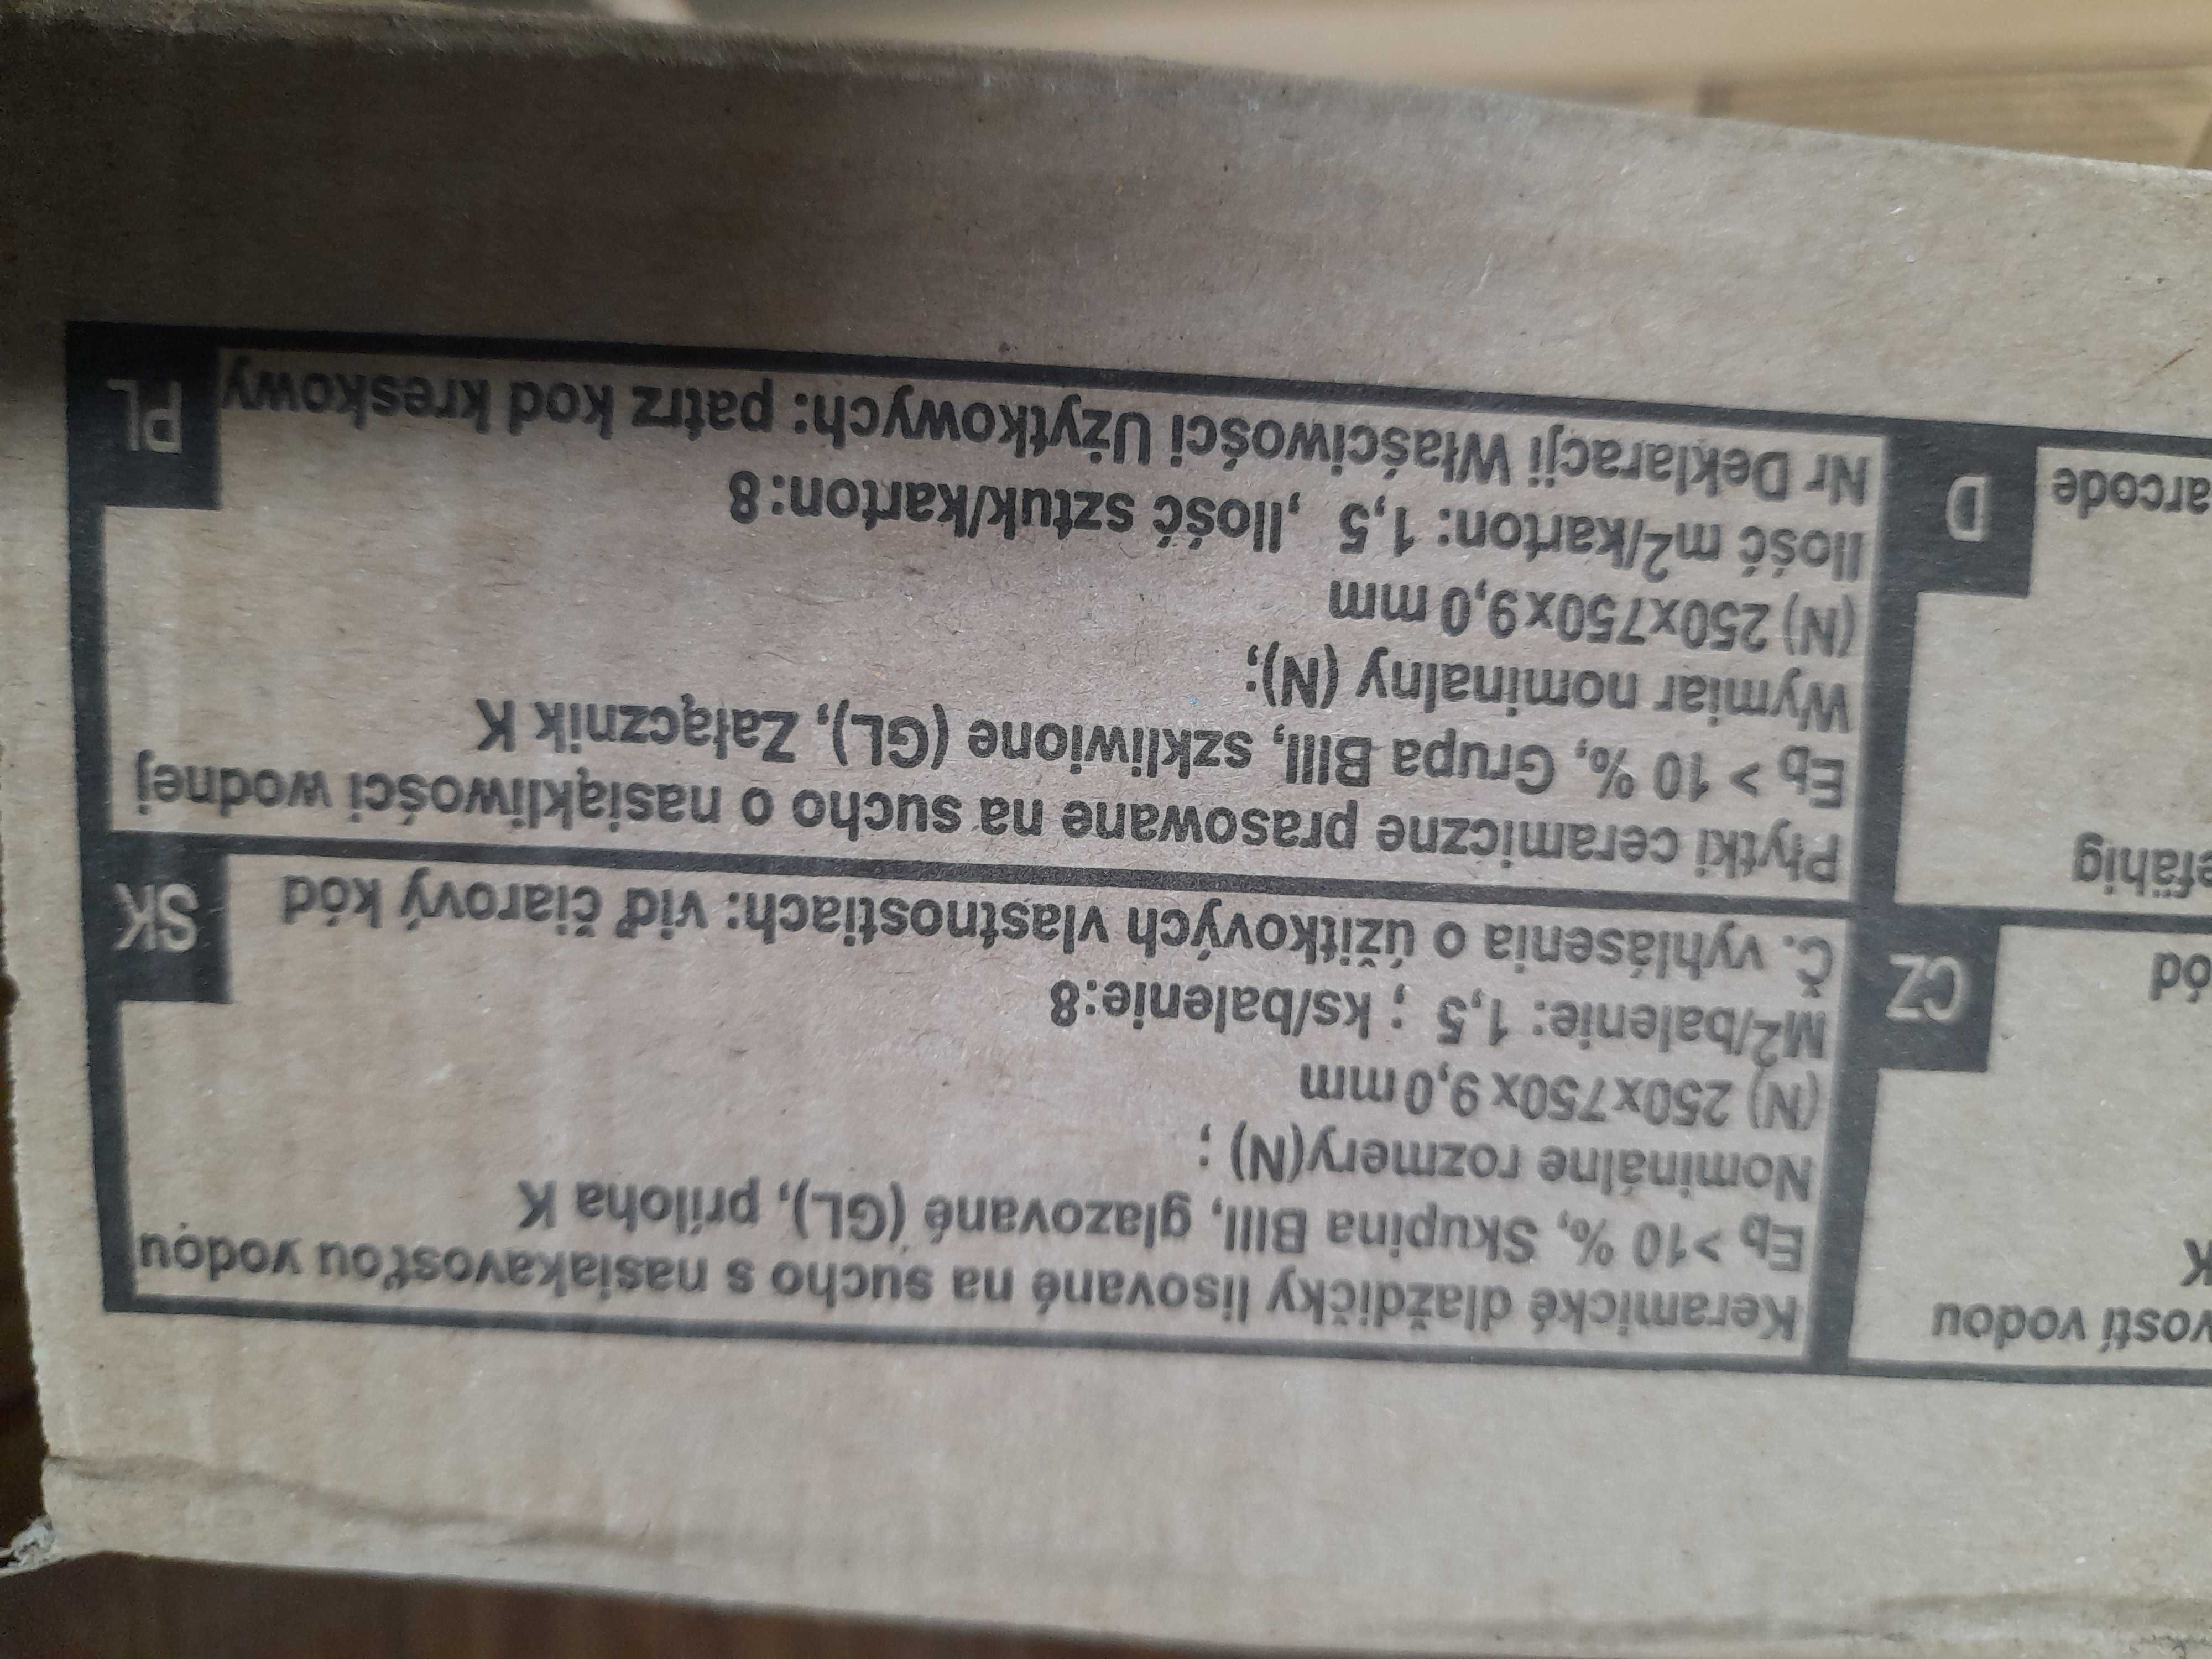 Keramické dlaždičky lisované na sucho s nasiakavosťou vodou
Eb >10 %, Skupina BIII, glazované (GL), príloha K
Nominálne rozmery(N) ;
(N) 250x750x 9,0 mm
M2/balenie: 1,5 ; ks/balenie:8
Č. vyhlásenia o úžitkových vlastnostiach: viď čiarový kód
SK
Płytki ceramiczne prasowane na sucho o nasiąkliwości wodnej
Eb > 10 %, Grupa BIII, szkliwione (GL), Załącznik K
Wymiar nominalny (N);
(N) 250x750x9,0 mm
Ilość m2/karton: 1,5 ,Ilość sztuk/karton:8
Nr Deklaracji Właściwości Użytkowych: patrz kod kreskowy
PL
vostí vodou
K
ód
CZ
efähig
arcode
D